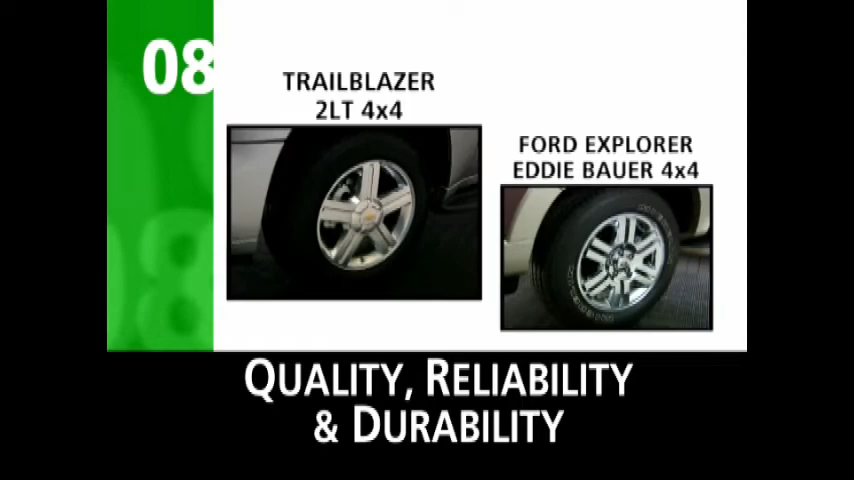 08
TRAILBLAZER
2LT 4x4
FORD EXPLORER
EDDIE BAUER 4x4
QUALITY, RELIABILITY
& DURABILITY